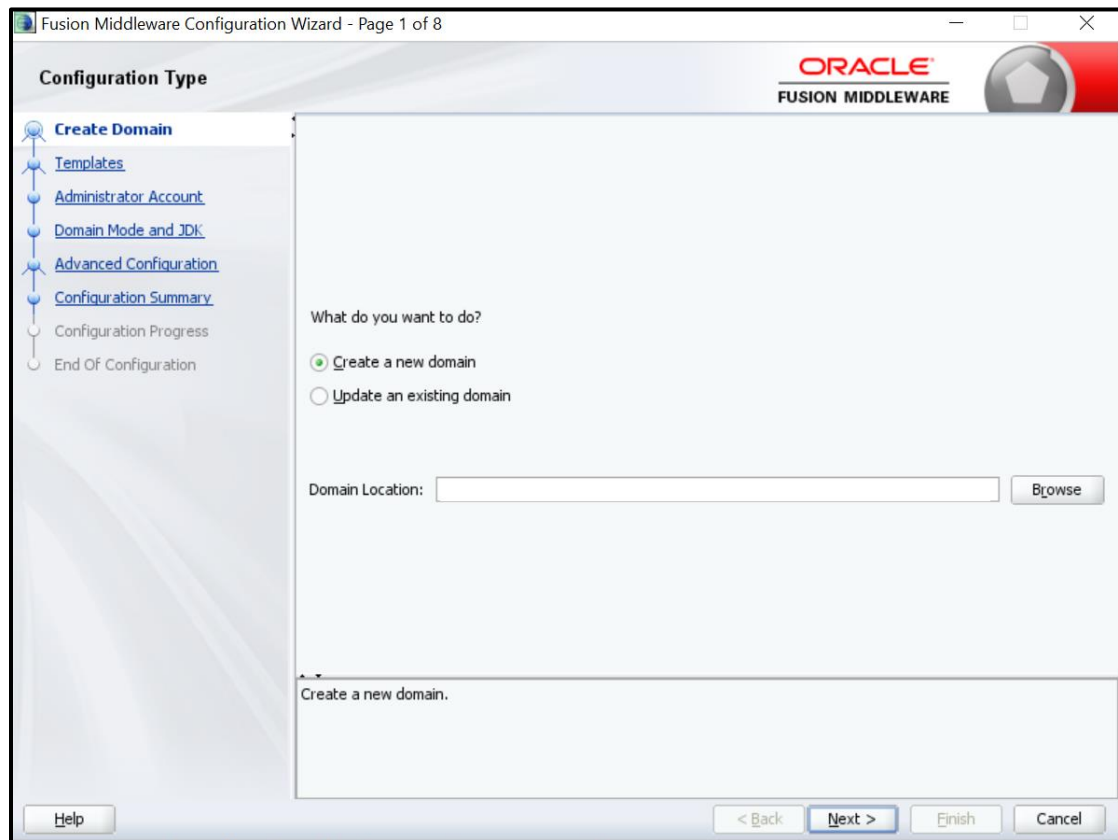 Fusion Middleware Configuration Wizard - Page 1 of 8
Configuration Type
ORACLE
FUSION MIDDLEWARE
Create Domain
Templates
Administrator Account
Domain Mode and JDK
Advanced Configuration
Configuration Summary
Configuration Progress
End Of Configuration
What do you want to do?
Create a new domain
Update an existing domain
Domain Location:
Browse
Create a new domain.
Help
< Back
Next >
Finish
Cancel